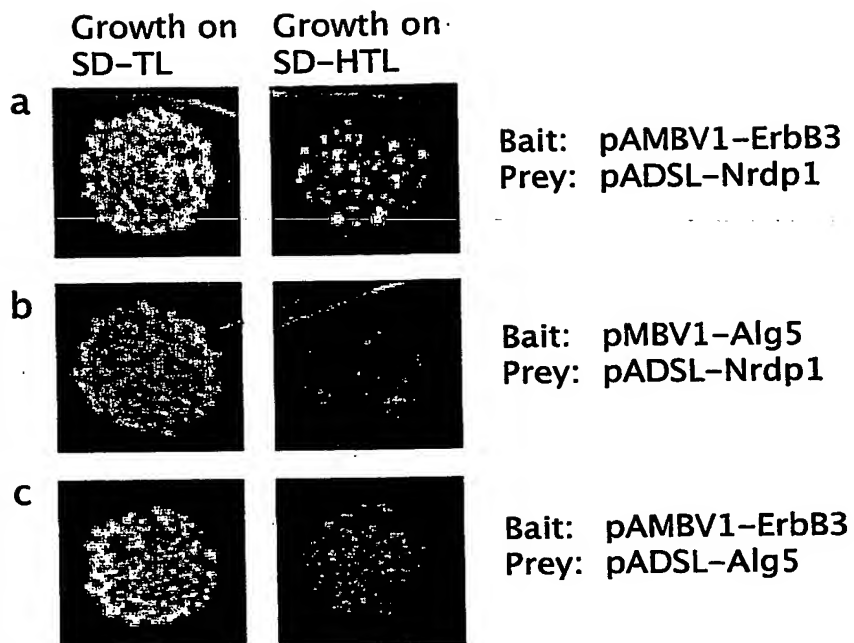 Growth on
SD-TL
Growth on
SD-HTL
a
Bait: pAMBV1-ErbB3
Prey: pADSL-Nrdp1
b
Bait: pMBV1-Alg5
Prey: pADSL-Nrdp1
c
Bait: pAMBV1-ErbB3
Prey: pADSL-Alg5